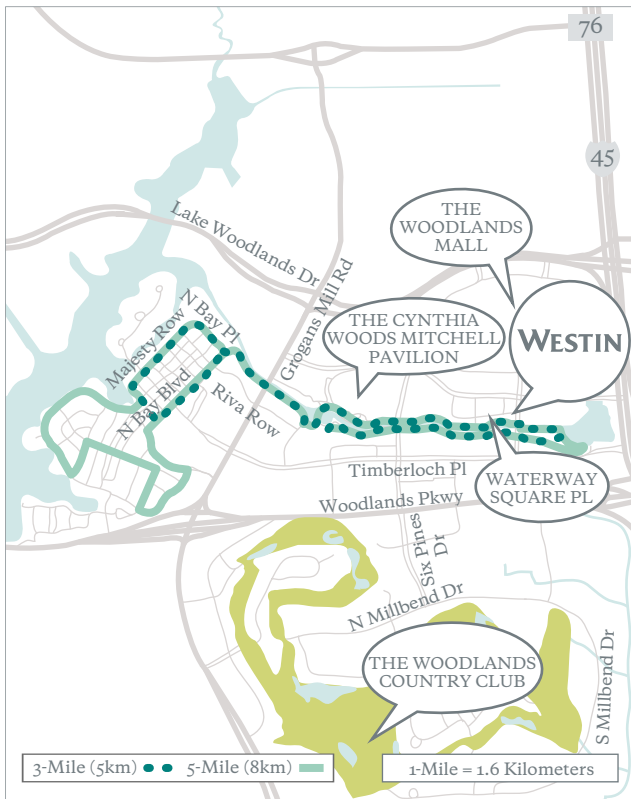 76
45
THE
WOODLANDS
MALL
Lake Woodlands Dr
Grogans Mill Rd
N Bay Pl
Majesty Row
THE CYNTHIA
WOODS MITCHELL
PAVILION
WESTIN
N Bay Blvd
Riva Row
Timberloch Pl
WATERWAY
SQUARE PL
Woodlands Pkwy
Six Pines
Dr
N Millbend Dr
THE WOODLANDS
COUNTRY CLUB
S Millbend Dr
3-Mile (5km)
5-Mile (8km)
1-Mile = 1.6 Kilometers